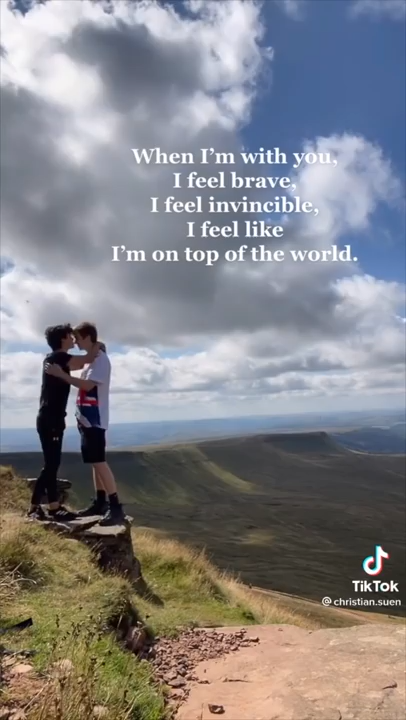 When I'm with you,
I feel brave,
I feel invincible,
I feel like
I'm on top of the world.
TikTok
@christian.suen